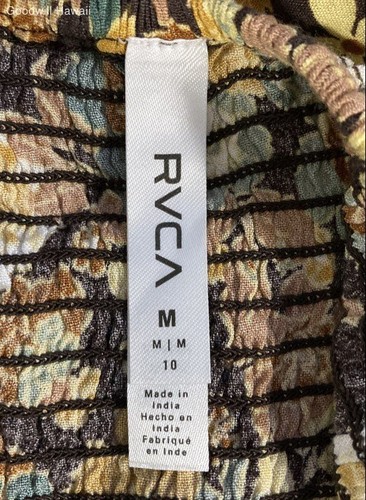 Goodwill Hawaii
RVCA
M
M | M
10
Made in
India
Hecho en
India
Fabriqué
en Inde